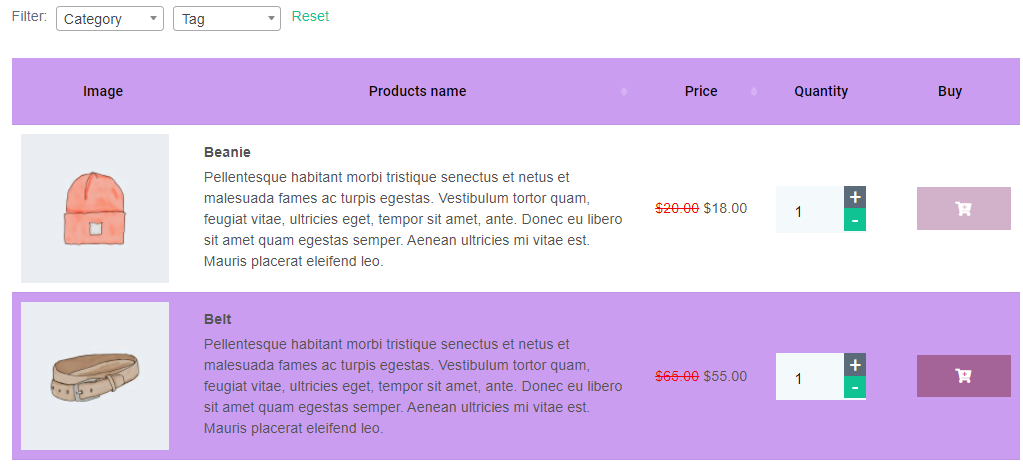 Filter: Category Tag Reset
Image Products name Price Quantity Buy
Beanie
Pellentesque habitant morbi tristique senectus et netus et
malesuada fames ac turpis egestas. Vestibulum tortor quam,
feugiat vitae, ultricies eget, tempor sit amet, ante. Donec eu libero
sit amet quam egestas semper. Aenean ultricies mi vitae est.
Mauris placerat eleifend leo.
$20.00 $18.00
1
+
-
Belt
Pellentesque habitant morbi tristique senectus et netus et
malesuada fames ac turpis egestas. Vestibulum tortor quam,
feugiat vitae, ultricies eget, tempor sit amet, ante. Donec eu libero
sit amet quam egestas semper. Aenean ultricies mi vitae est.
Mauris placerat eleifend leo.
$65.00 $55.00
1
+
-